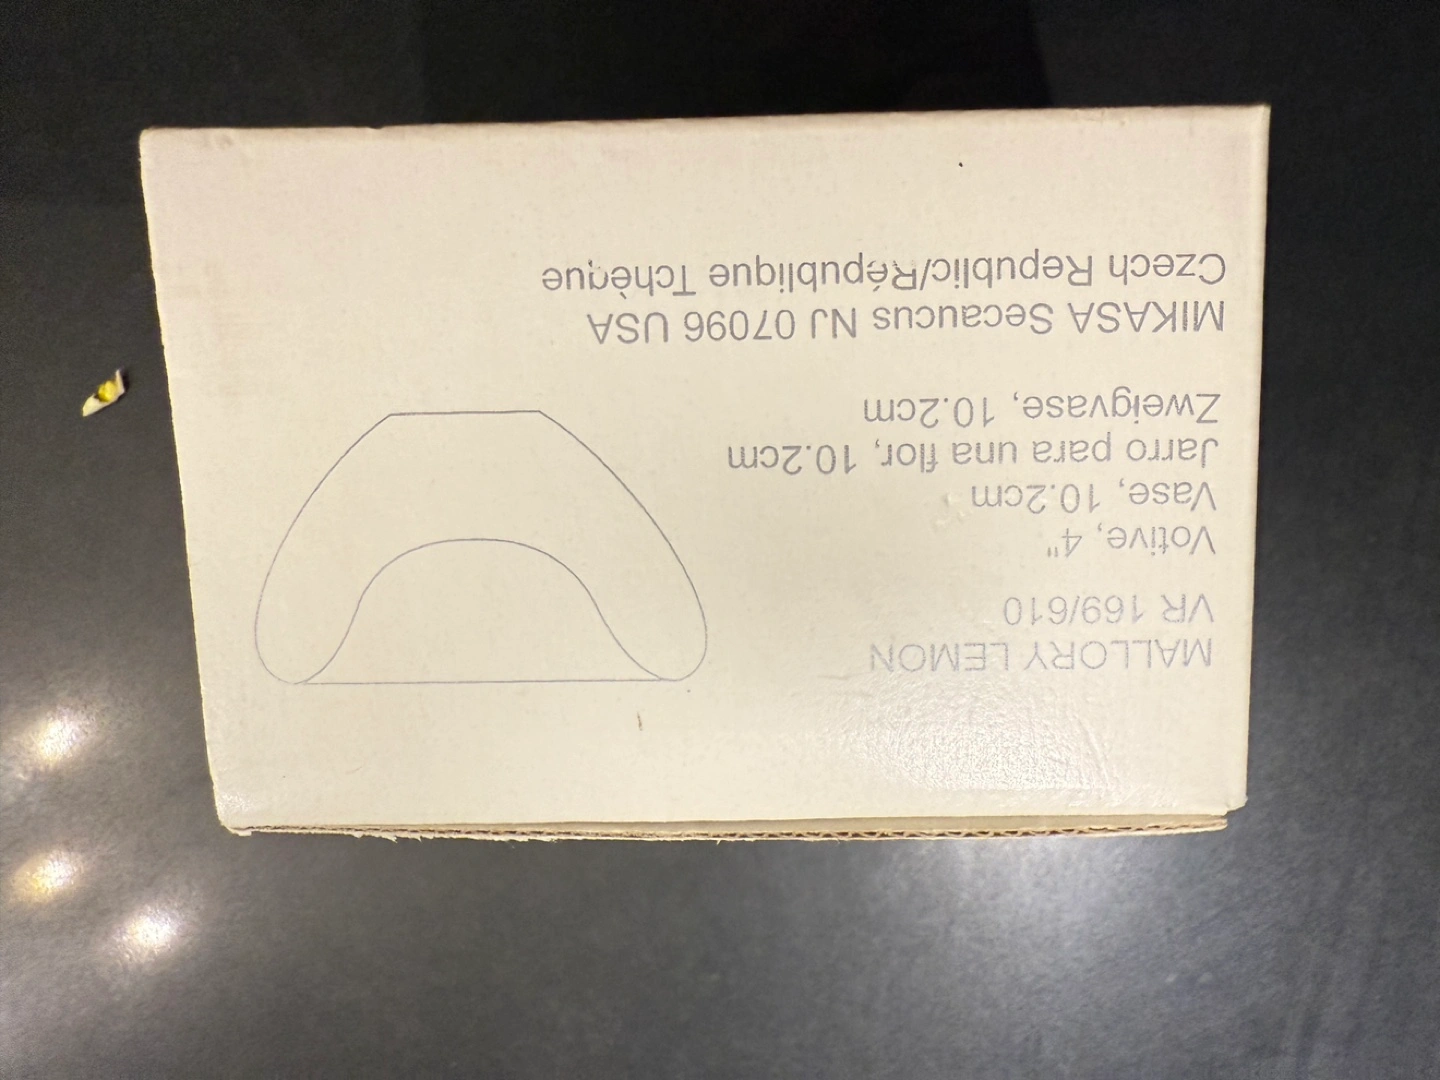 MALLORY LEMON
VR 169/610
Votive, 4"
Vase, 10.2cm
Jarro para una flor, 10.2cm
Zweigvase, 10.2cm
MIKASA Secaucus NJ 07096 USA
Czech Republic/République Tchèque